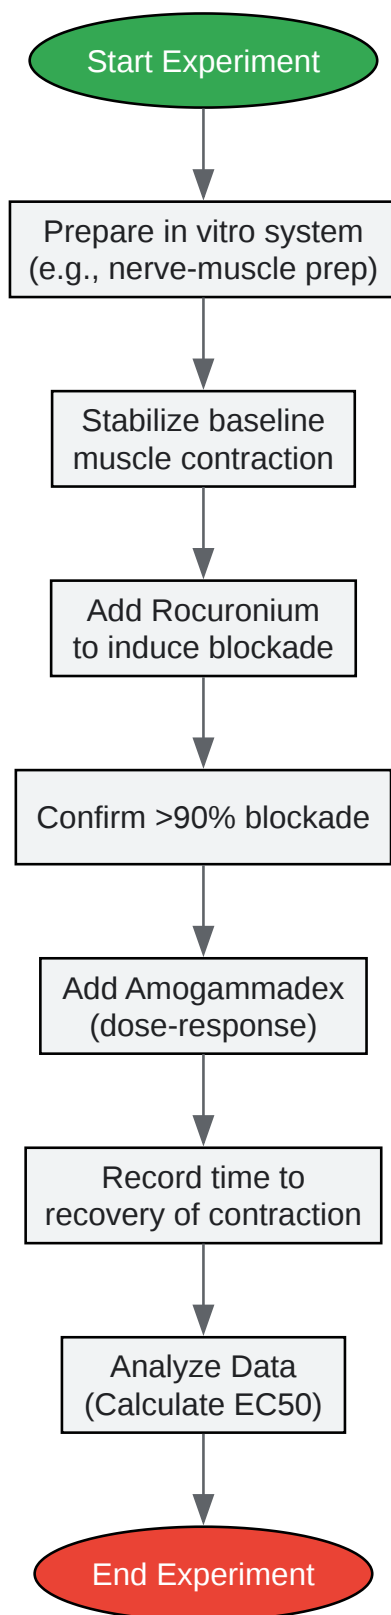 Start Experiment
Prepare in vitro system
(e.g., nerve-muscle prep)
Stabilize baseline
muscle contraction
Add Rocuronium
to induce blockade
Confirm >90% blockade
Add Amogammadex
(dose-response)
Record time to
recovery of contraction
Analyze Data
(Calculate EC50)
End Experiment